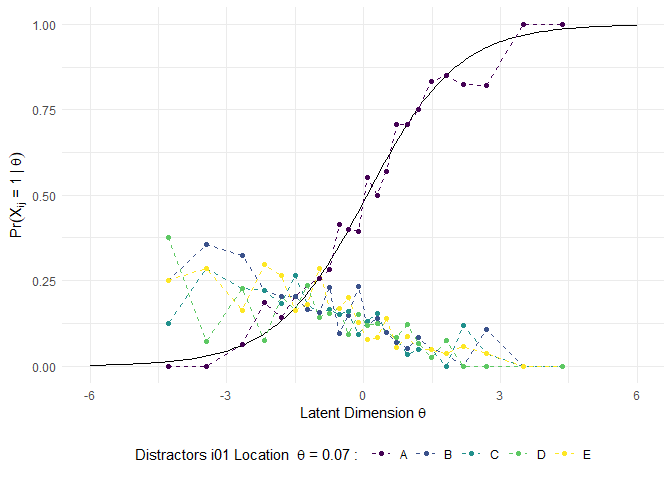 1.00
0.75
0.50
0.25
0.00
Pr(Xij = 1 | θ)
-6 -3 0 3 6
Latent Dimension θ
Distractors i01 Location θ = 0.07 : A B C D E